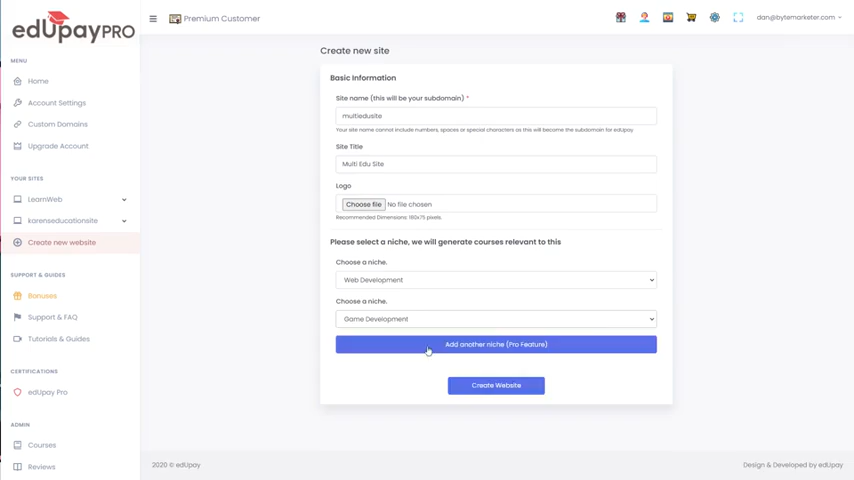 edUpay PRO
MENU
Home
Account Settings
Custom Domains
Upgrade Account
YOUR SITES
LearnWeb
karenseducationsite
Create new website
SUPPORT & GUIDES
Bonuses
Support & FAQ
Tutorials & Guides
CERTIFICATIONS
edUpay Pro
ADMIN
Courses
Reviews
Premium Customer
dan@bytemarketer.com
Create new site
Basic Information
Site name (this will be your subdomain) *
multiedusite
Your site name cannot include numbers, spaces or special characters as this will become the subdomain for edUpay.
Site Title
Multi Edu Site
Logo
Choose file No file chosen
Recommended Dimensions: 160x75 pixels.
Please select a niche, we will generate courses relevant to this
Choose a niche.
Web Development
Choose a niche.
Game Development
Add another niche (Pro Feature)
Create Website
2020 © edUpay
Design & Developed by edUpay